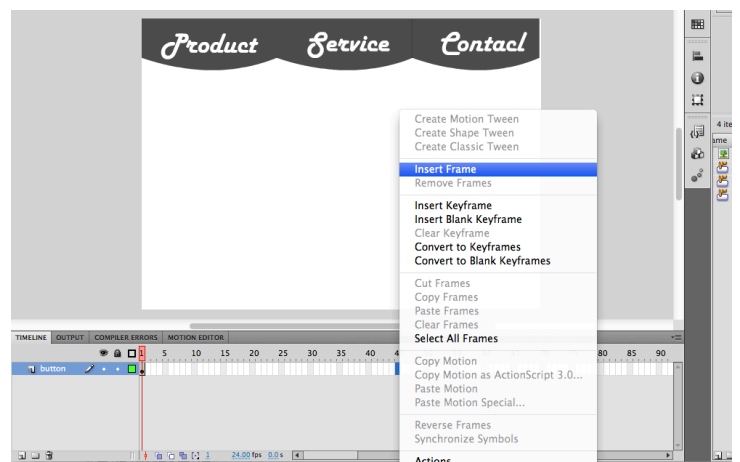 Product Service Contact
4 ite
ame
Create Motion Tween
Create Shape Tween
Create Classic Tween
Insert Frame
Remove Frames
Insert Keyframe
Insert Blank Keyframe
Clear Keyframe
Convert to Keyframes
Convert to Blank Keyframes
Cut Frames
Copy Frames
Paste Frames
Clear Frames
Select All Frames
Copy Motion
Copy Motion as ActionScript 3.0...
Paste Motion
Paste Motion Special...
Reverse Frames
Synchronize Symbols
Actions
TIMELINE OUTPUT COMPILER ERRORS MOTION EDITOR
1 5 10 15 20 25 30 35 40 4 80 85 90
button
1 24.00 fps 0.0 s